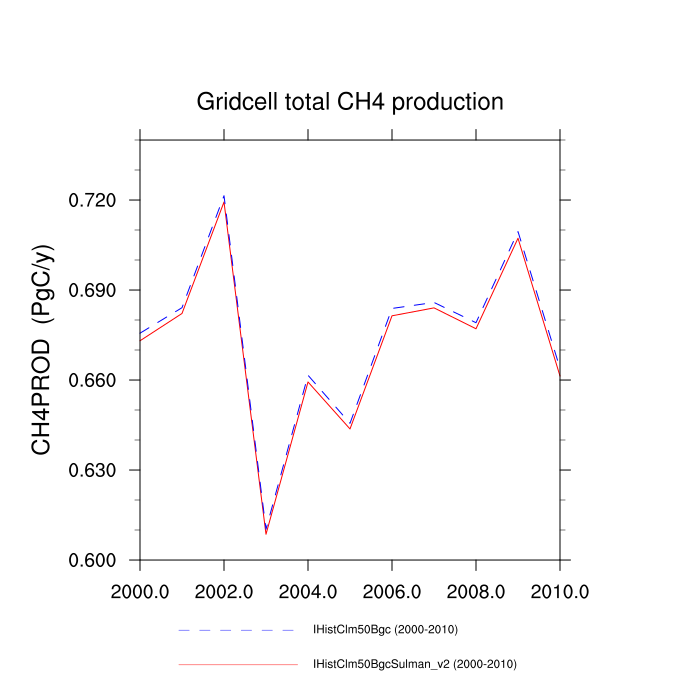 Gridcell total CH4 production
CH4PROD (PgC/y)
0.720
0.690
0.660
0.630
0.600
2000.0 2002.0 2004.0 2006.0 2008.0 2010.0
IHistClm50Bgc (2000-2010)
IHistClm50BgcSulman_v2 (2000-2010)